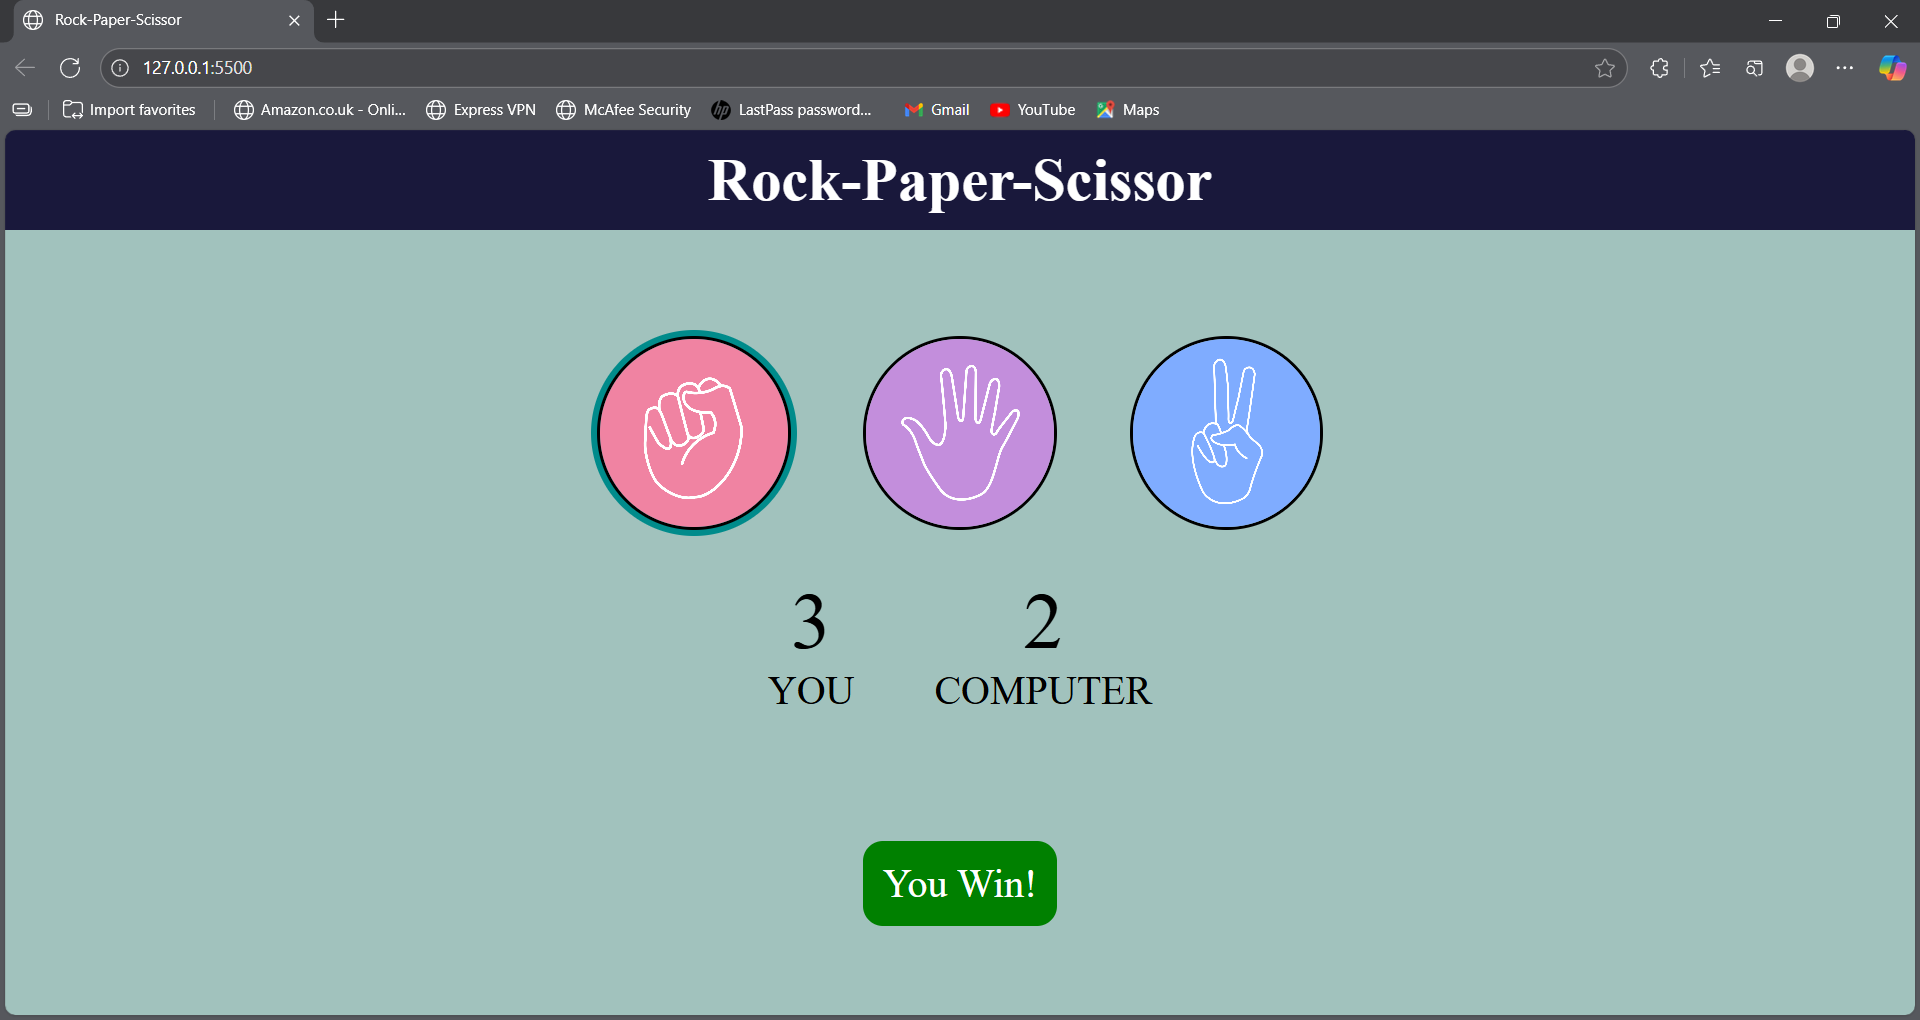 Rock-Paper-Scissor
127.0.0.1:5500
Import favorites
Amazon.co.uk - Onli...
Express VPN
McAfee Security
hp
LastPass password...
Gmail
YouTube
Maps
Rock-Paper-Scissor
3 2
YOU COMPUTER
You Win!